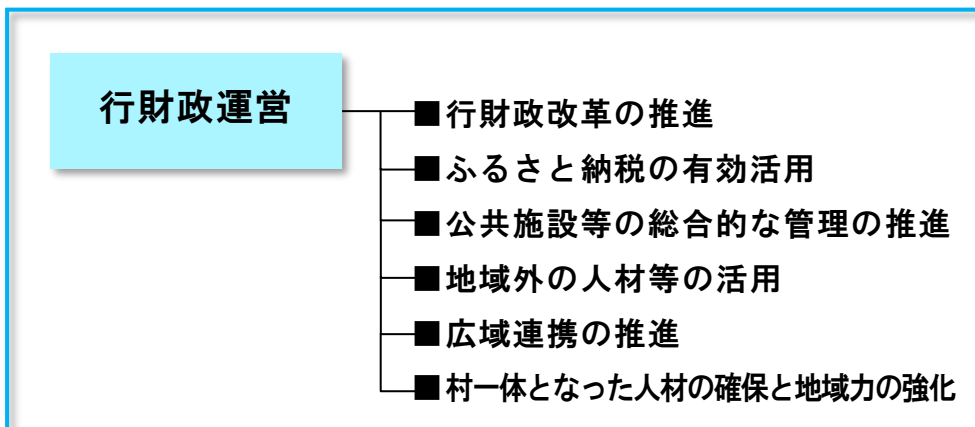 行財政運営
■行財政改革の推進
■ふるさと納税の有効活用
■公共施設等の総合的な管理の推進
■地域外の人材等の活用
■広域連携の推進
■村一体となった人材の確保と地域力の強化